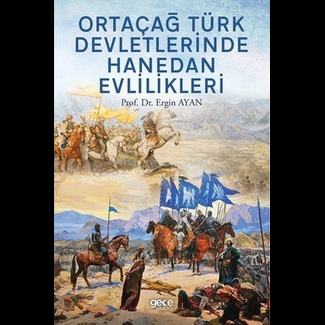 ORTAÇAĞ TÜRK
DEVLETLERİNDE
HANEDAN
EVLİLİKLERİ
Prof. Dr. Ergin AYAN
gece